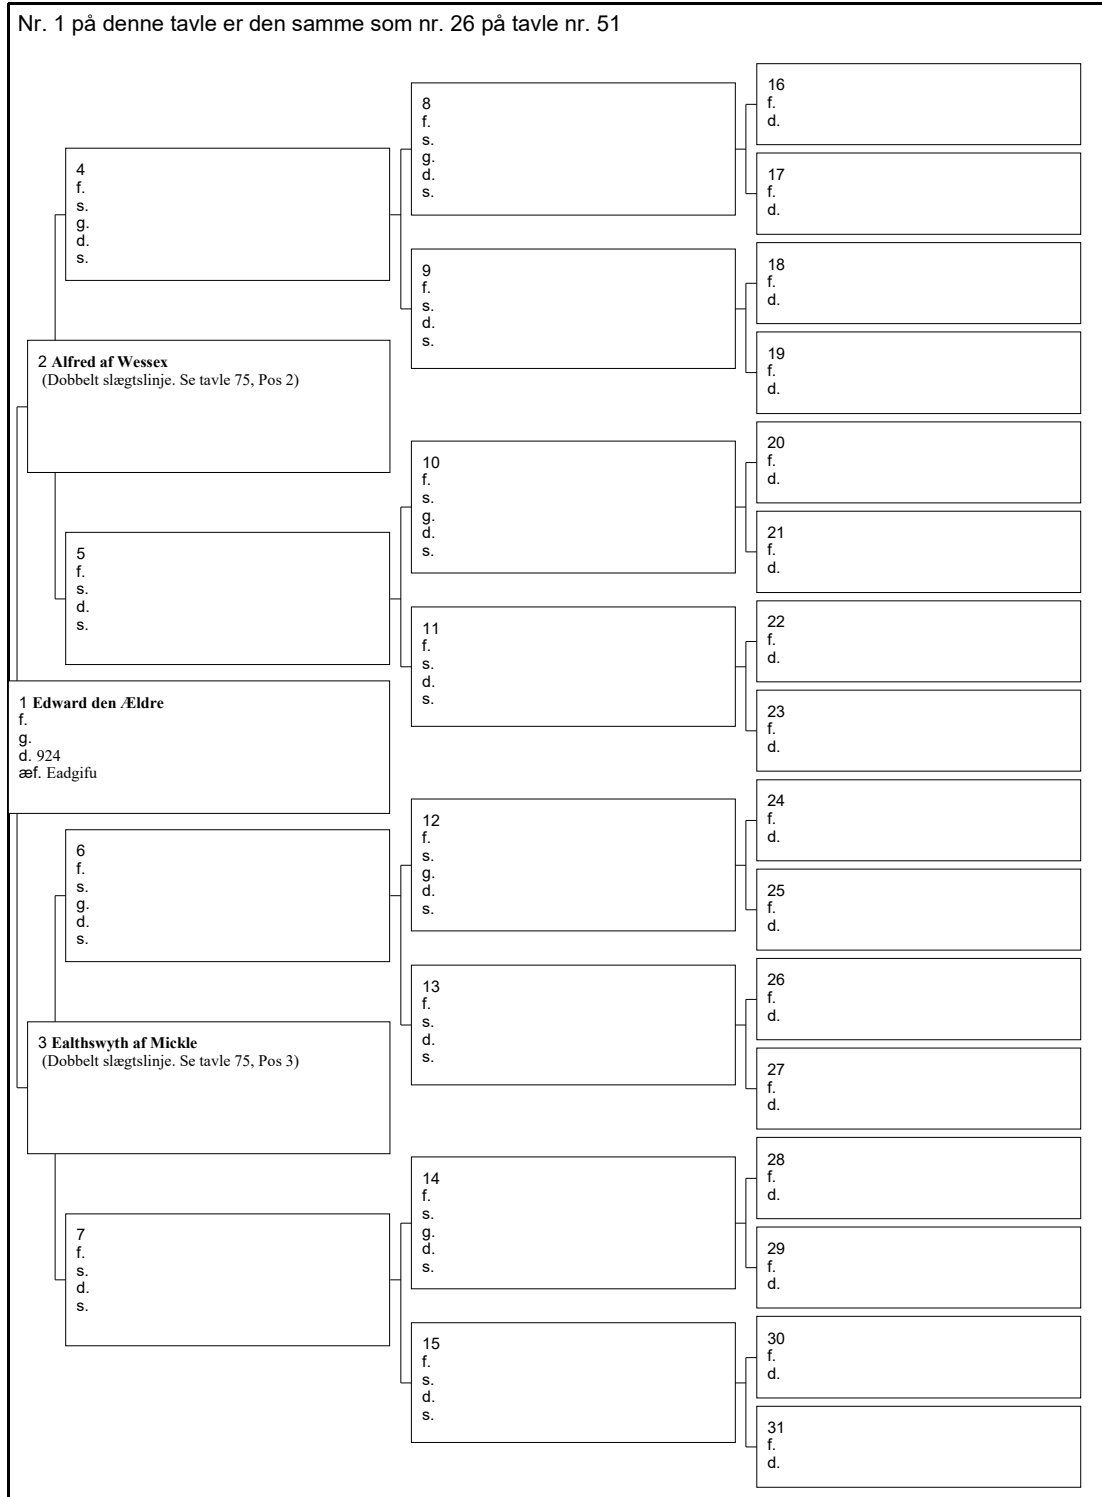 Nr. 1 på denne tavle er den samme som nr. 26 på tavle nr. 51
16
f.
d.
8
f.
s.
g.
d.
s.
17
f.
d.
4
f.
s.
g.
d.
s.
18
f.
d.
9
f.
s.
d.
s.
19
f.
d.
2 Alfred af Wessex
(Dobbelt slægtslinje. Se tavle 75, Pos 2)
20
f.
d.
10
f.
s.
g.
d.
s.
21
f.
d.
5
f.
s.
d.
s.
22
f.
d.
11
f.
s.
d.
s.
23
f.
d.
1 Edward den Ældre
f.
g.
d. 924
æf. Eadgifu
24
f.
d.
12
f.
s.
g.
d.
s.
25
f.
d.
6
f.
s.
g.
d.
s.
26
f.
d.
13
f.
s.
d.
s.
27
f.
d.
3 Ealthswyth af Mickle
(Dobbelt slægtslinje. Se tavle 75, Pos 3)
28
f.
d.
14
f.
s.
g.
d.
s.
29
f.
d.
7
f.
s.
d.
s.
30
f.
d.
15
f.
s.
d.
s.
31
f.
d.